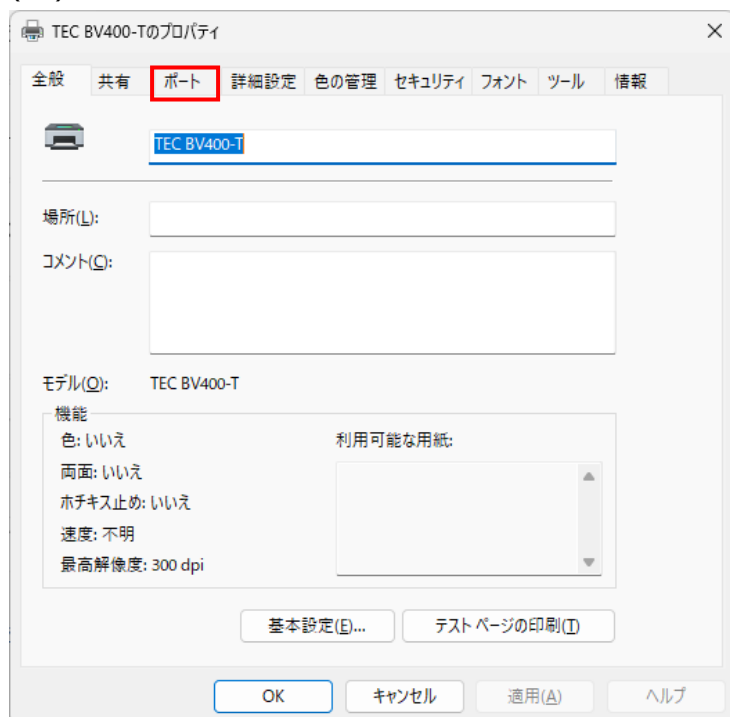 TEC BV400-Tのプロパティ
全般 共有 ポート 詳細設定 色の管理 セキュリティ フォント ツール 情報
TEC BV400-T
場所(L):
コメント(C):
モデル(O): TEC BV400-T
機能
色: いいえ 利用可能な用紙:
両面: いいえ
ホチキス止め: いいえ
速度: 不明
最高解像度: 300 dpi
基本設定(E)... テスト ページの印刷(T)
OK キャンセル 適用(A) ヘルプ